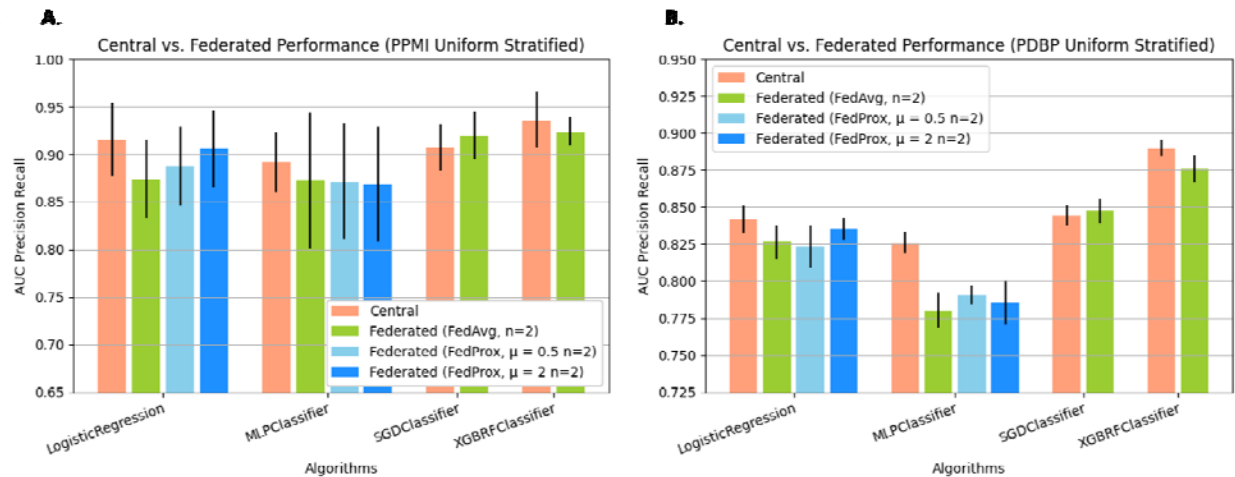 A.
Central vs. Federated Performance (PPMI Uniform Stratified)
AUC Precision Recall
1.00
0.95
0.90
0.85
0.80
0.75
0.70
0.65
Central
Federated (FedAvg, n=2)
Federated (FedProx, μ = 0.5 n=2)
Federated (FedProx, μ = 2 n=2)
LogisticRegression
MLPClassifier
SGDClassifier
XGBRFClassifier
Algorithms
B.
Central vs. Federated Performance (PDBP Uniform Stratified)
AUC Precision Recall
0.950
0.925
0.900
0.875
0.850
0.825
0.800
0.775
0.750
0.725
Central
Federated (FedAvg, n=2)
Federated (FedProx, μ = 0.5 n=2)
Federated (FedProx, μ = 2 n=2)
LogisticRegression
MLPClassifier
SGDClassifier
XGBRFClassifier
Algorithms